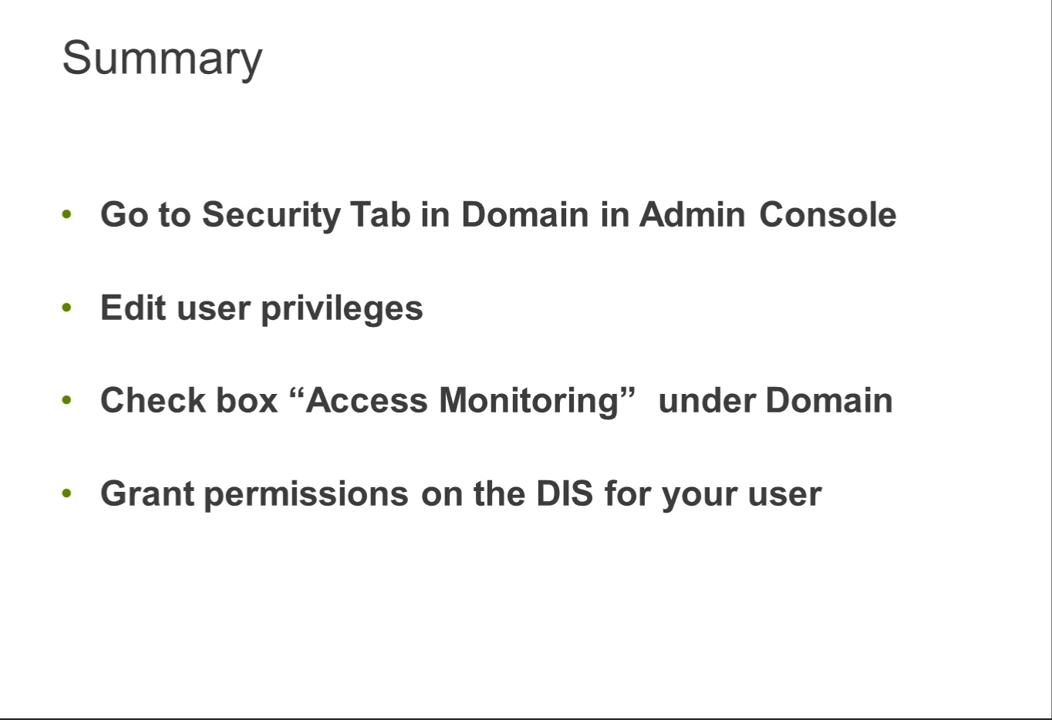 Summary
• Go to Security Tab in Domain in Admin Console
• Edit user privileges
• Check box “Access Monitoring”  under Domain
• Grant permissions on the DIS for your user